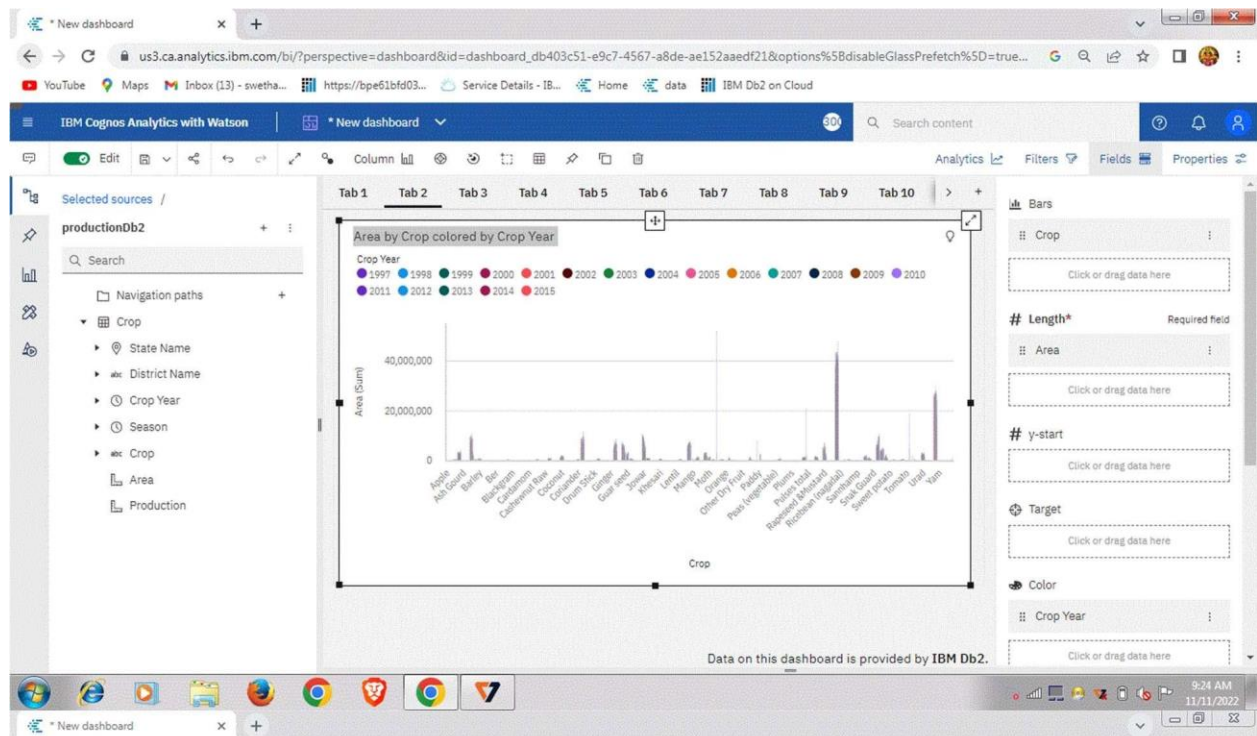 * New dashboard
us3.ca.analytics.ibm.com/bi/?perspective=dashboard&id=dashboard_db403c51-e9c7-4567-a8de-ae152aaedf21&options%5BdisableGlassPrefetch%5D=true...
YouTube Maps Inbox (13) - swetha... https://bpe61bfd03... Service Details - IB... Home data IBM Db2 on Cloud
IBM Cognos Analytics with Watson * New dashboard Search content
Edit Column Analytics Filters Fields Properties
Selected sources /
productionDb2
Search
Navigation paths
Crop
State Name
abc District Name
Crop Year
Season
abc Crop
Area
Production
Tab 1 Tab 2 Tab 3 Tab 4 Tab 5 Tab 6 Tab 7 Tab 8 Tab 9 Tab 10
Area by Crop colored by Crop Year
Crop Year
1997 1998 1999 2000 2001 2002 2003 2004 2005 2006 2007 2008 2009 2010
2011 2012 2013 2014 2015
Area (Sum)
40,000,000
20,000,000
0
Apple
Ash Gourd
Barley
Ber
Blackgram
Cardamom
Cashewnut Raw
Coconut
Coriander
Drum Stick
Ginger
Guar seed
Jowar
Khesari
Lentil
Mango
Moth
Orange
Other Dry Fruit
Paddy
Peas (vegetable)
Plums
Pulses total
Rapeseed &Mustard
Ricebean (nagadal)
Sannhamp
Snak Guard
Sweet potato
Tomato
Urad
Yam
Crop
Data on this dashboard is provided by IBM Db2.
Bars
Crop
Click or drag data here
# Length* Required field
Area
Click or drag data here
# y-start
Click or drag data here
Target
Click or drag data here
Color
Crop Year
Click or drag data here
9:24 AM
11/11/2022
* New dashboard